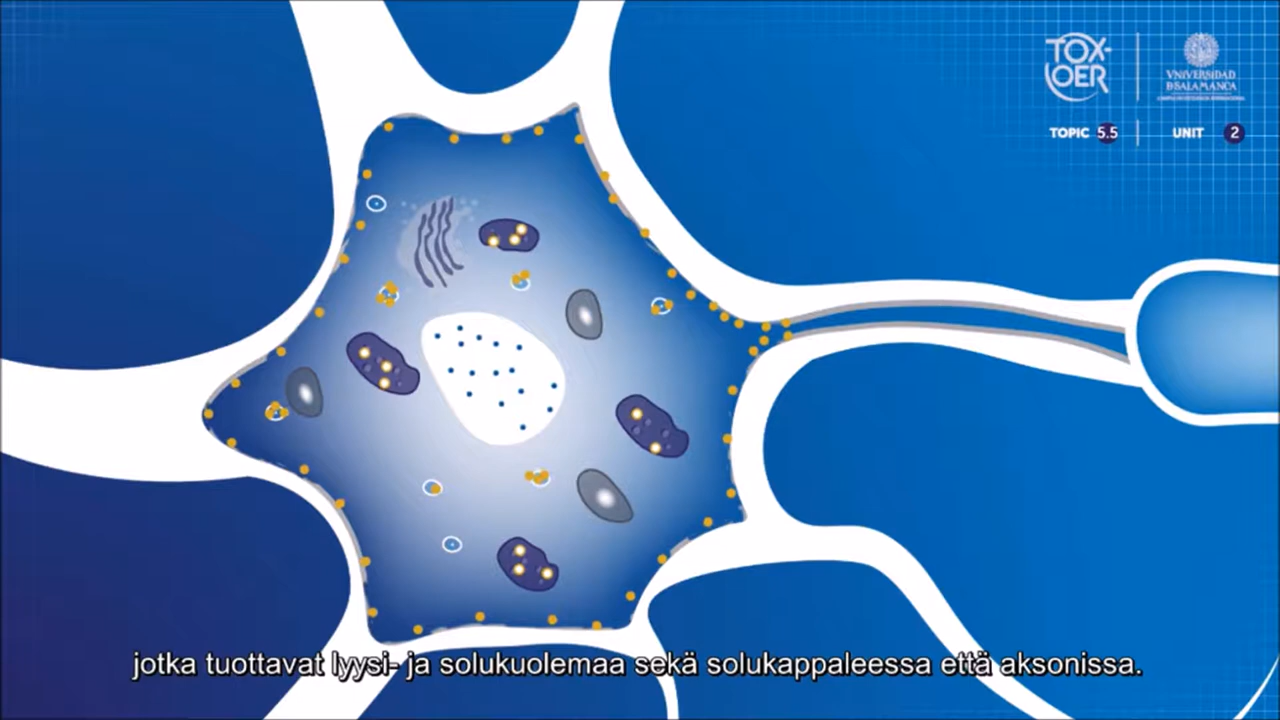 TOX-
OER
VNIVERSIDAD
DSALAMANCA
TOPIC 5.5
UNIT 2
jotka tuottavat lyysi- ja solukuolemaa sekä solukappaleessa että aksonissa.